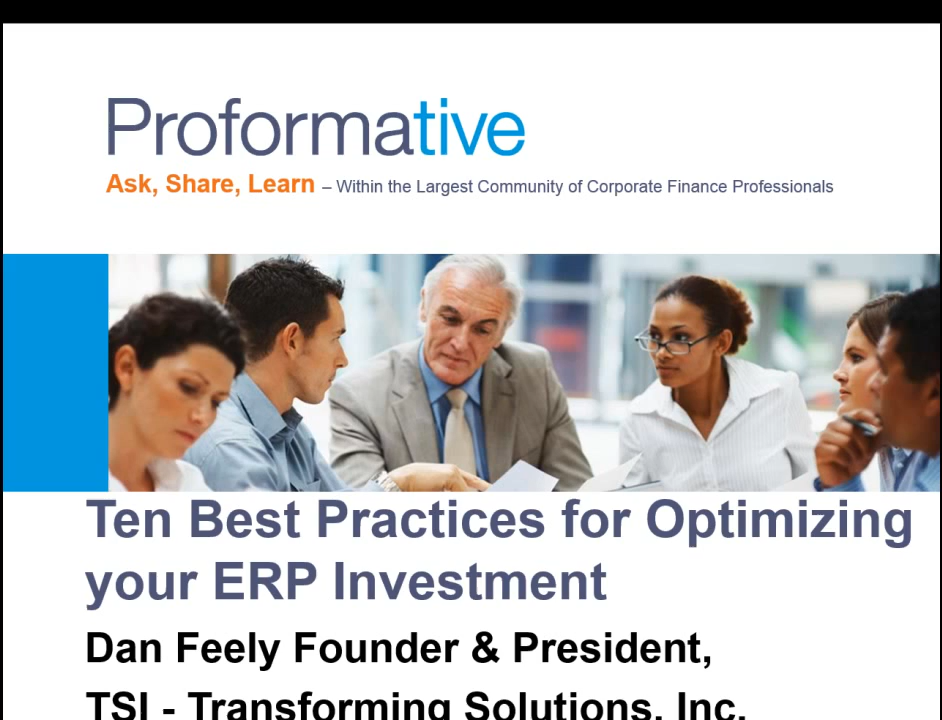 Proformative
Ask, Share, Learn – Within the Largest Community of Corporate Finance Professionals
Ten Best Practices for Optimizing
your ERP Investment
Dan Feely Founder & President,
TSI - Transforming Solutions, Inc.